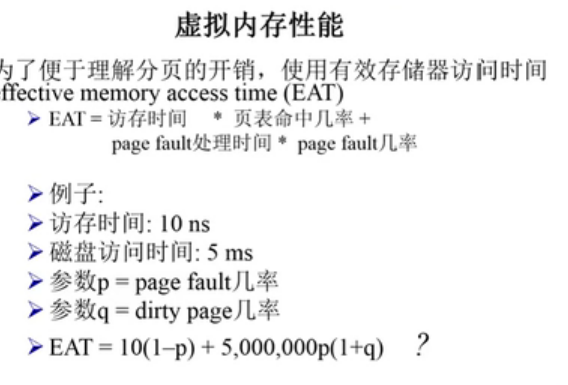 虚拟内存性能
为了便于理解分页的开销，使用有效存储器访问时间
effective memory access time (EAT)
➤ EAT = 访存时间 * 页表命中几率 +
page fault处理时间 * page fault几率
➤ 例子:
➤ 访存时间: 10 ns
➤ 磁盘访问时间: 5 ms
➤ 参数p = page fault几率
➤ 参数q = dirty page几率
➤ EAT = 10(1–p) + 5,000,000p(1+q) ?